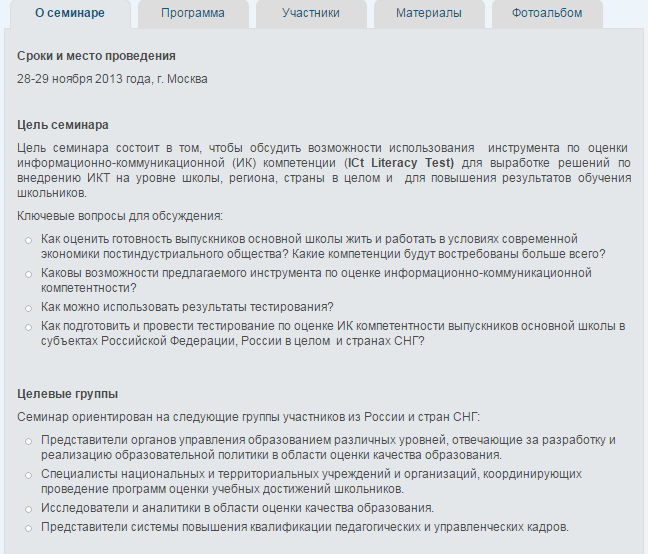 О семинаре
Программа
Участники
Материалы
Фотоальбом
Сроки и место проведения
28-29 ноября 2013 года, г. Москва
Цель семинара
Цель семинара состоит в том, чтобы обсудить возможности использования инструмента по оценке
информационно-коммуникационной (ИК) компетенции (ICt Literacy Test) для выработке решений по
внедрению ИКТ на уровне школы, региона, страны в целом и для повышения результатов обучения
школьников.
Ключевые вопросы для обсуждения:
Как оценить готовность выпускников основной школы жить и работать в условиях современной
экономики постиндустриального общества? Какие компетенции будут востребованы больше всего?
Каковы возможности предлагаемого инструмента по оценке информационно-коммуникационной
компетентности?
Как можно использовать результаты тестирования?
Как подготовить и провести тестирование по оценке ИК компетентности выпускников основной школы в
субъектах Российской Федерации, России в целом и странах СНГ?
Целевые группы
Семинар ориентирован на следующие группы участников из России и стран СНГ:
Представители органов управления образованием различных уровней, отвечающие за разработку и
реализацию образовательной политики в области оценки качества образования.
Специалисты национальных и территориальных учреждений и организаций, координирующих
проведение программ оценки учебных достижений школьников.
Исследователи и аналитики в области оценки качества образования.
Представители системы повышения квалификации педагогических и управленческих кадров.